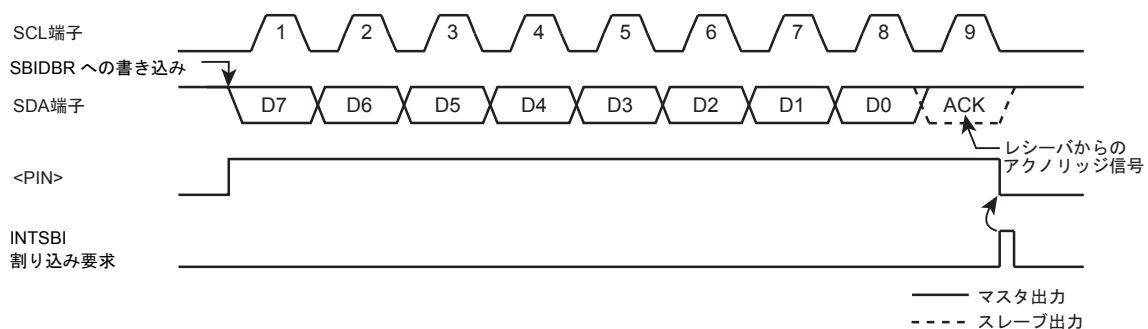 SCL端子
1 2 3 4 5 6 7 8 9
SBIDBR への書き込み
SDA端子
D7 D6 D5 D4 D3 D2 D1 D0 ACK
レシーバからの
アクノリッジ信号
<PIN>
INTSBI
割り込み要求
マスタ出力
スレーブ出力